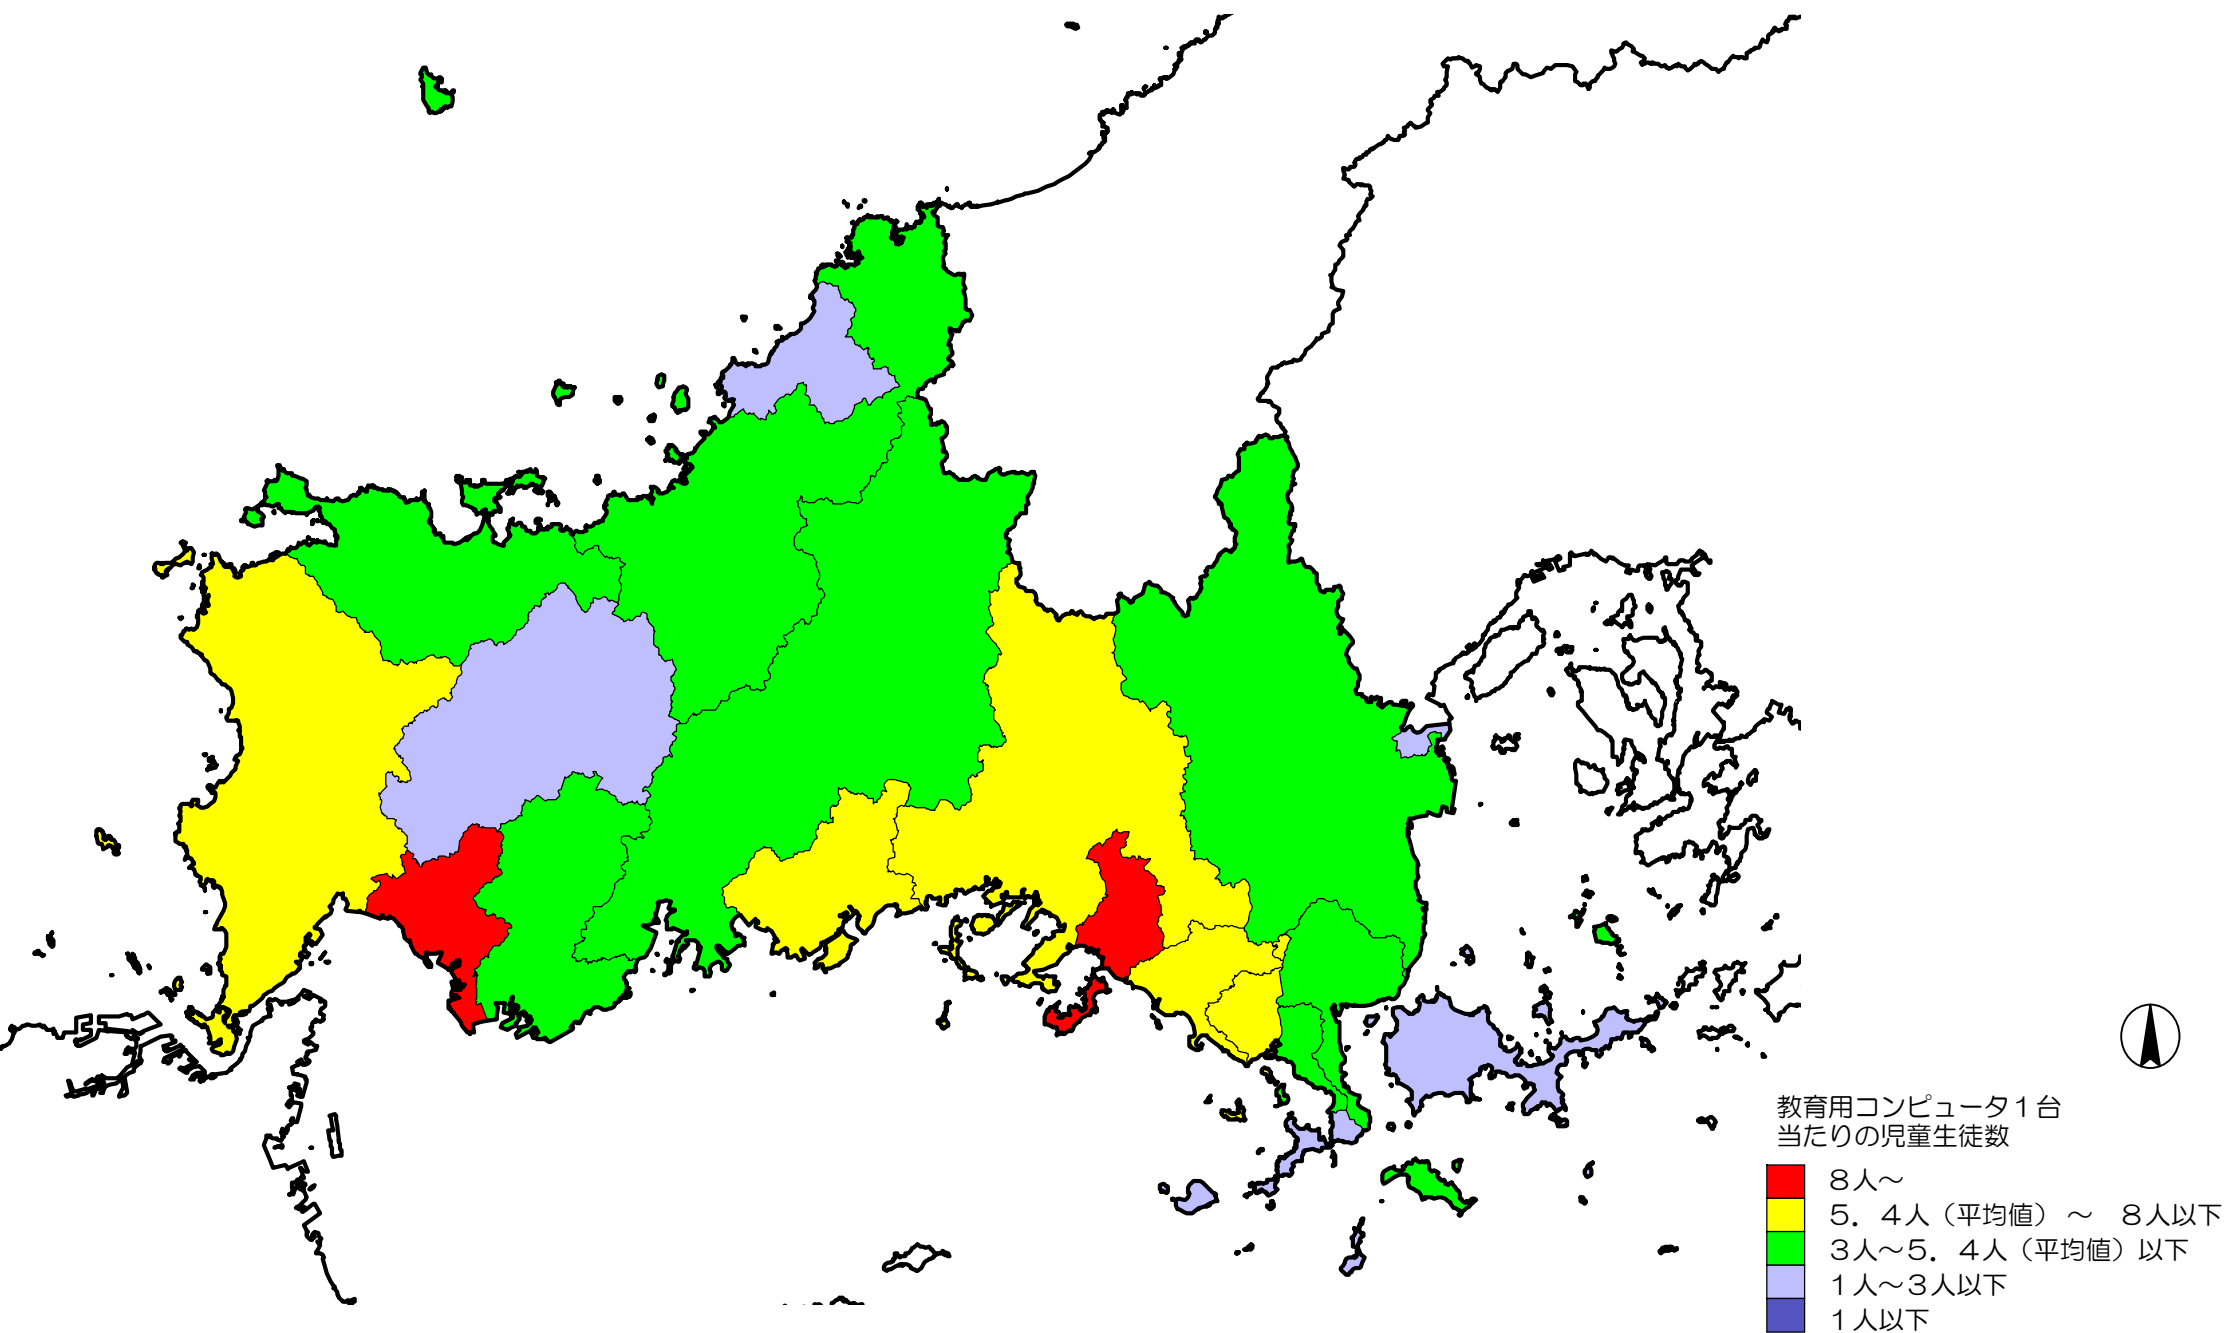 教育用コンピュータ１台
当たりの児童生徒数
８人～
５．４人（平均値）～　８人以下
３人～５．４人（平均値）以下
１人～３人以下
１人以下